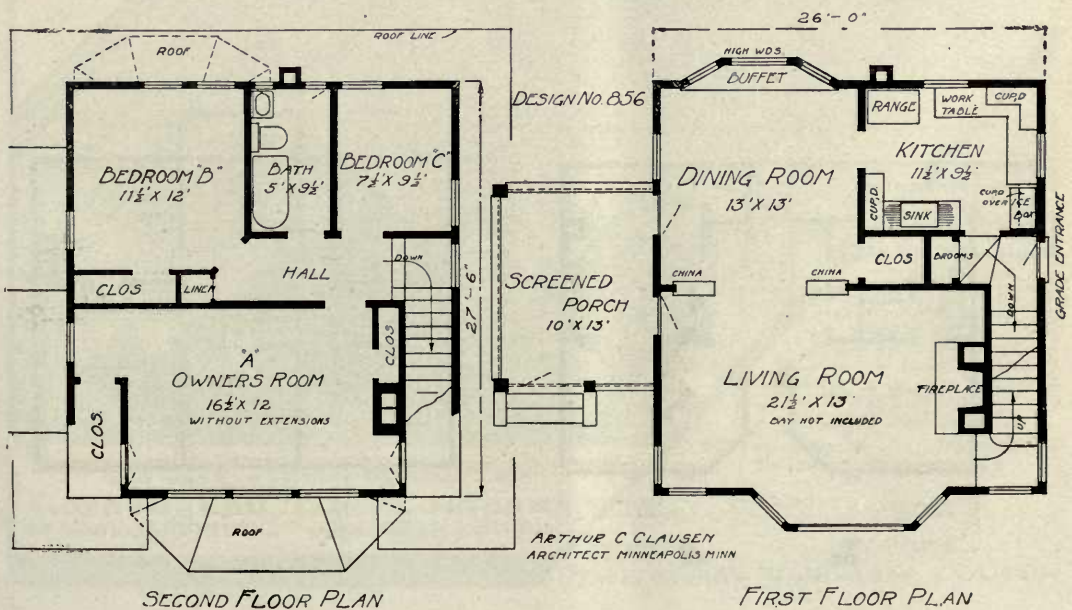 ROOF LINE
ROOF
BEDROOM "B"
11½' X 12'
BATH
5' X 9½'
BEDROOM "C"
7½' X 9½'
CLOS
LINEN
HALL
DOWN
27'-6"
CLOS
"A"
OWNERS ROOM
16½' X 12
WITHOUT EXTENSIONS
CLOS.
ROOF
SECOND FLOOR PLAN
DESIGN No. 856
SCREENED
PORCH
10' X 13'
ARTHUR C CLAUSEN
ARCHITECT MINNEAPOLIS MINN
26'-0"
HIGH WDS.
BUFFET
RANGE
WORK
TABLE
CUP,D
KITCHEN
11½' X 9½'
DINING ROOM
13' X 13'
CUP,D.
SINK
CUP,D
OVER ICE
BOX
CLOS
BROOMS
GRADE ENTRANCE
CHINA
CHINA
DOWN
LIVING ROOM
21½' X 13'
BAY NOT INCLUDED
FIREPLACE
UP
FIRST FLOOR PLAN